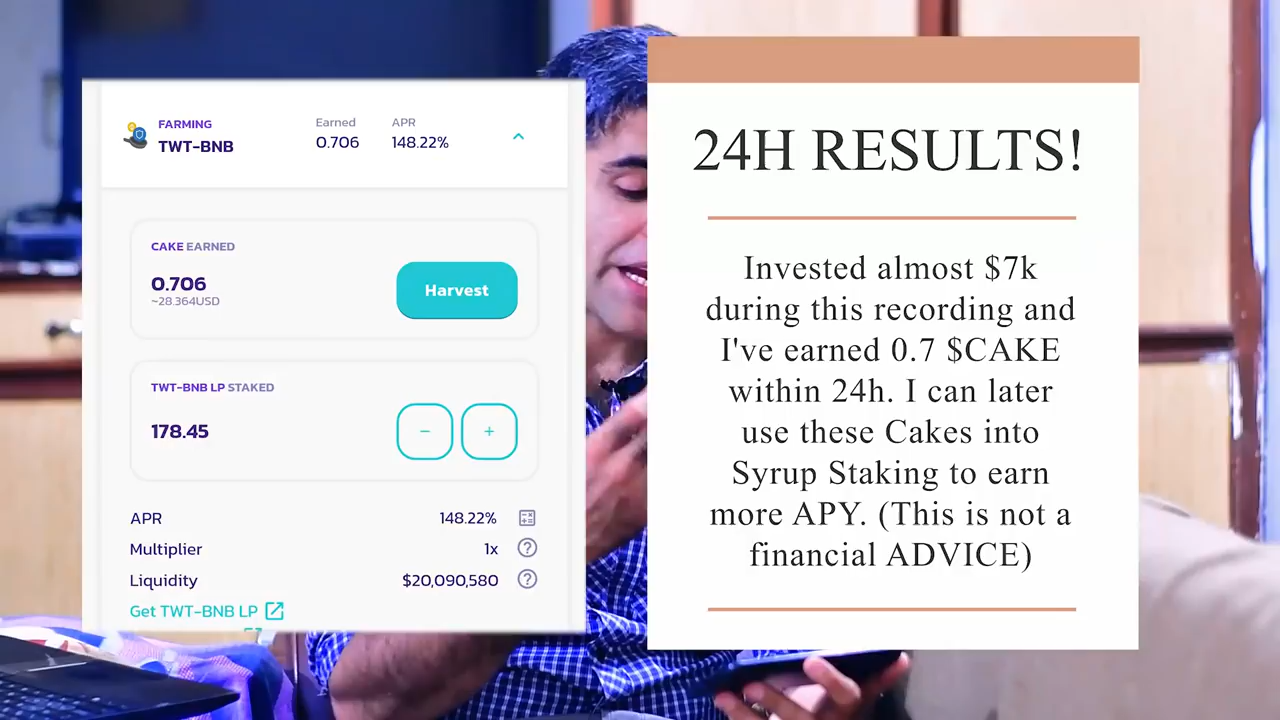 FARMING
TWT-BNB
Earned
0.706
APR
148.22%
CAKE EARNED
0.706
~28.364USD
Harvest
TWT-BNB LP STAKED
178.45
−
+
APR 148.22%
Multiplier 1x ?
Liquidity $20,090,580 ?
Get TWT-BNB LP
24H RESULTS!
Invested almost $7k
during this recording and
I've earned 0.7 $CAKE
within 24h. I can later
use these Cakes into
Syrup Staking to earn
more APY. (This is not a
financial ADVICE)